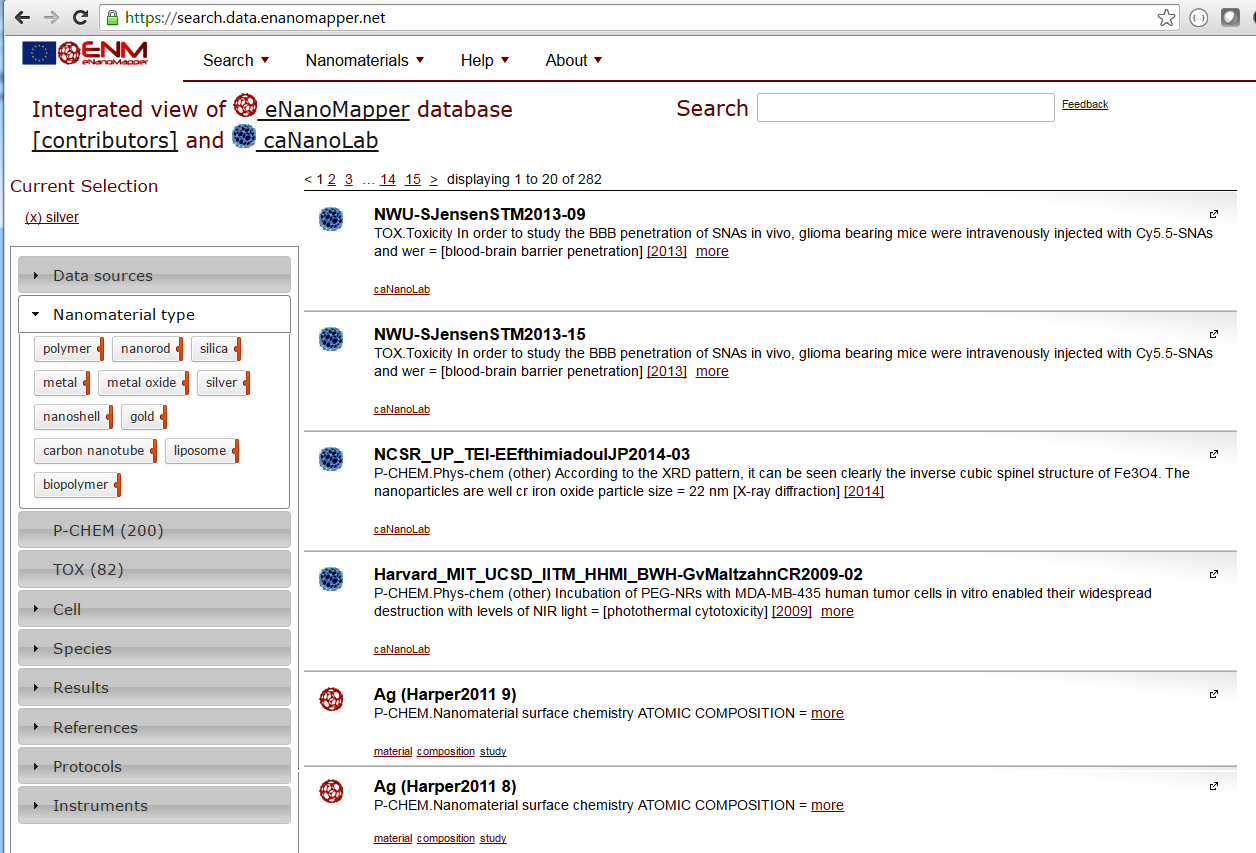 https://search.data.enanomapper.net
ENM
eNanoMapper
Search Nanomaterials Help About
Integrated view of eNanoMapper database
[contributors] and caNanoLab
Search
Feedback
Current Selection
(x) silver
Data sources
Nanomaterial type
polymer nanorod silica
metal metal oxide silver
nanoshell gold
carbon nanotube liposome
biopolymer
P-CHEM (200)
TOX (82)
Cell
Species
Results
References
Protocols
Instruments
< 1 2 3 ... 14 15 > displaying 1 to 20 of 282
NWU-SJensenSTM2013-09
TOX.Toxicity In order to study the BBB penetration of SNAs in vivo, glioma bearing mice were intravenously injected with Cy5.5-SNAs
and wer = [blood-brain barrier penetration] [2013] more
caNanoLab
NWU-SJensenSTM2013-15
TOX.Toxicity In order to study the BBB penetration of SNAs in vivo, glioma bearing mice were intravenously injected with Cy5.5-SNAs
and wer = [blood-brain barrier penetration] [2013] more
caNanoLab
NCSR_UP_TEI-EEfthimiadouIJP2014-03
P-CHEM.Phys-chem (other) According to the XRD pattern, it can be seen clearly the inverse cubic spinel structure of Fe3O4. The
nanoparticles are well cr iron oxide particle size = 22 nm [X-ray diffraction] [2014]
caNanoLab
Harvard_MIT_UCSD_IITM_HHMI_BWH-GvMaltzahnCR2009-02
P-CHEM.Phys-chem (other) Incubation of PEG-NRs with MDA-MB-435 human tumor cells in vitro enabled their widespread
destruction with levels of NIR light = [photothermal cytotoxicity] [2009] more
caNanoLab
Ag (Harper2011 9)
P-CHEM.Nanomaterial surface chemistry ATOMIC COMPOSITION = more
material composition study
Ag (Harper2011 8)
P-CHEM.Nanomaterial surface chemistry ATOMIC COMPOSITION = more
material composition study